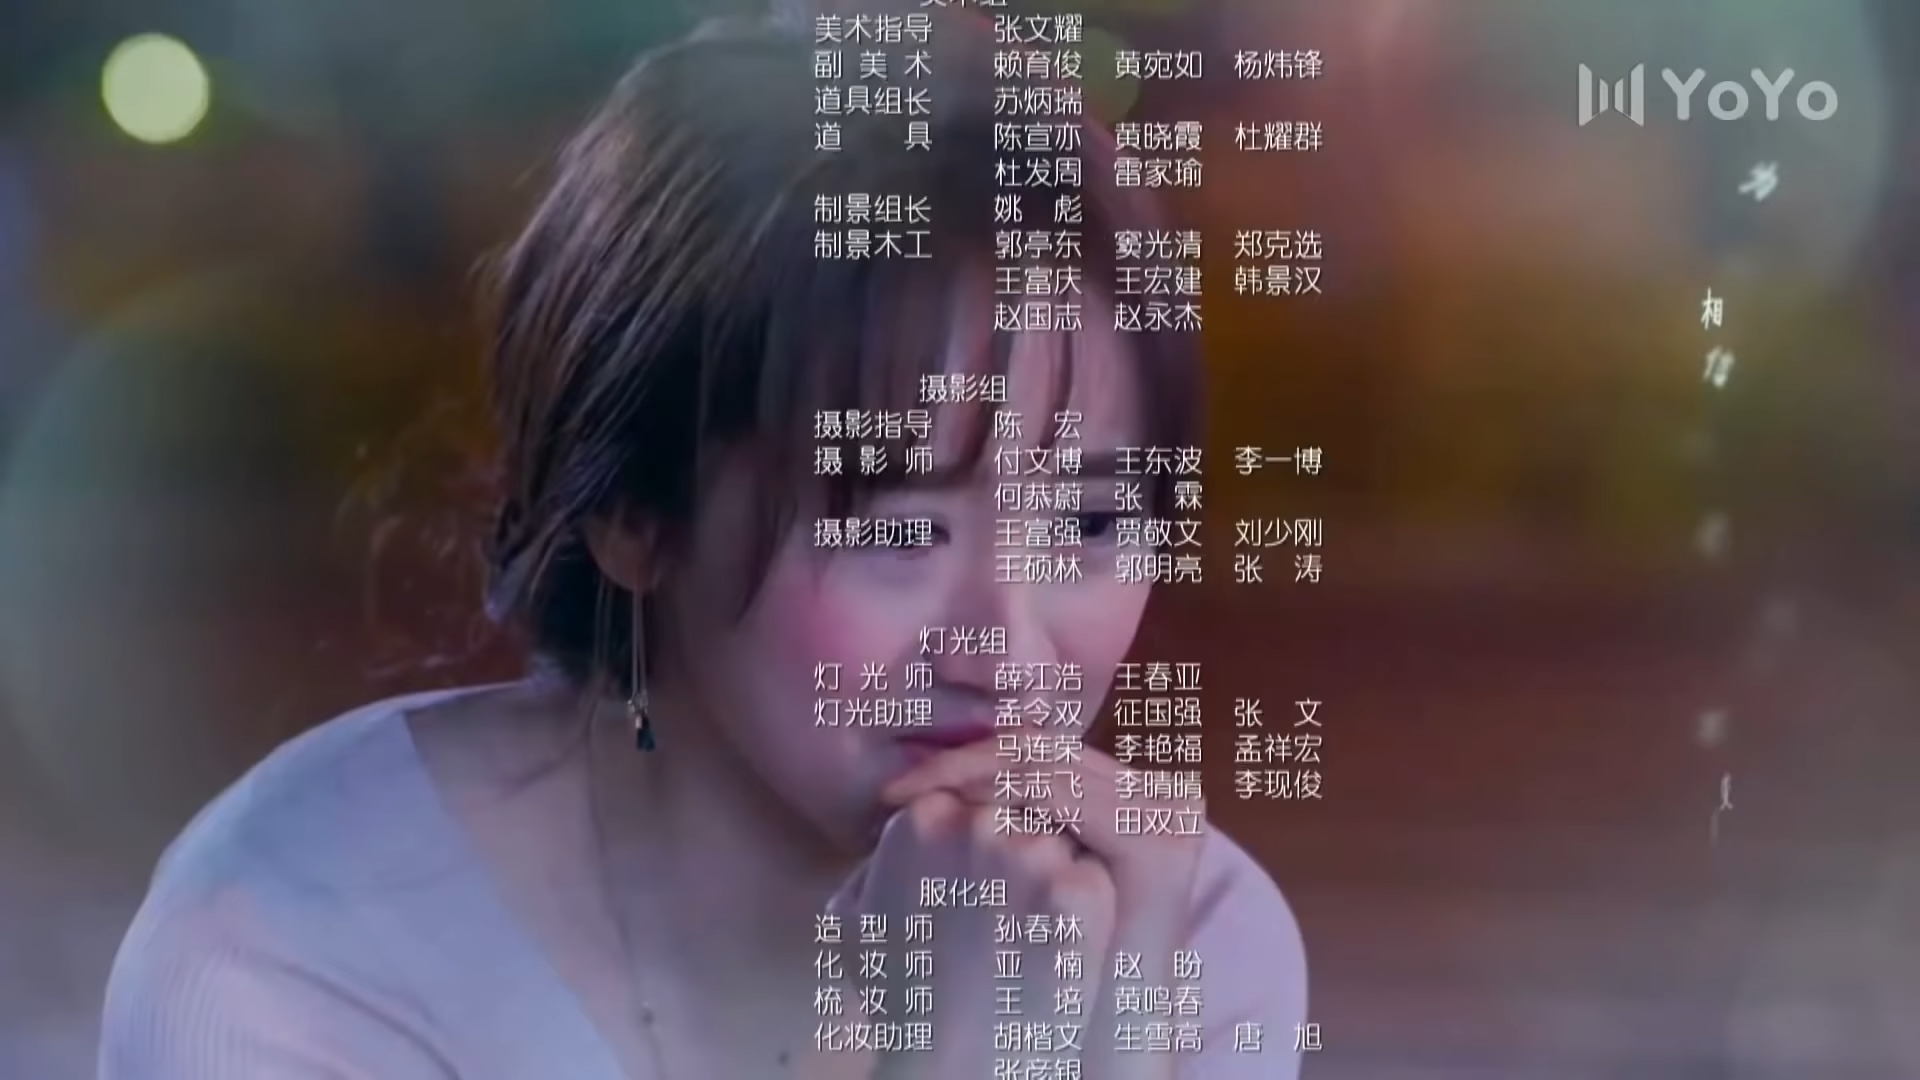 美术组
美术指导 张文耀
副美术 赖育俊 黄宛如 杨炜锋
道具组长 苏炳瑞
道具 陈宣亦 黄晓霞 杜耀群
杜发周 雷家瑜
制景组长 姚彪
制景木工 郭亭东 窦光清 郑克选
王富庆 王宏建 韩景汉
赵国志 赵永杰
摄影组
摄影指导 陈宏
摄影师 付文博 王东波 李一博
何恭蔚 张霖
摄影助理 王富强 贾敬文 刘少刚
王硕林 郭明亮 张涛
灯光组
灯光师 薛江浩 王春亚
灯光助理 孟令双 征国强 张文
马连荣 李艳福 孟祥宏
朱志飞 李晴晴 李现俊
朱晓兴 田双立
服化组
造型师 孙春林
化妆师 亚楠 赵盼
梳妆师 王培 黄鸣春
化妆助理 胡楷文 生雪高 唐旭
张彦银
YoYo
相信